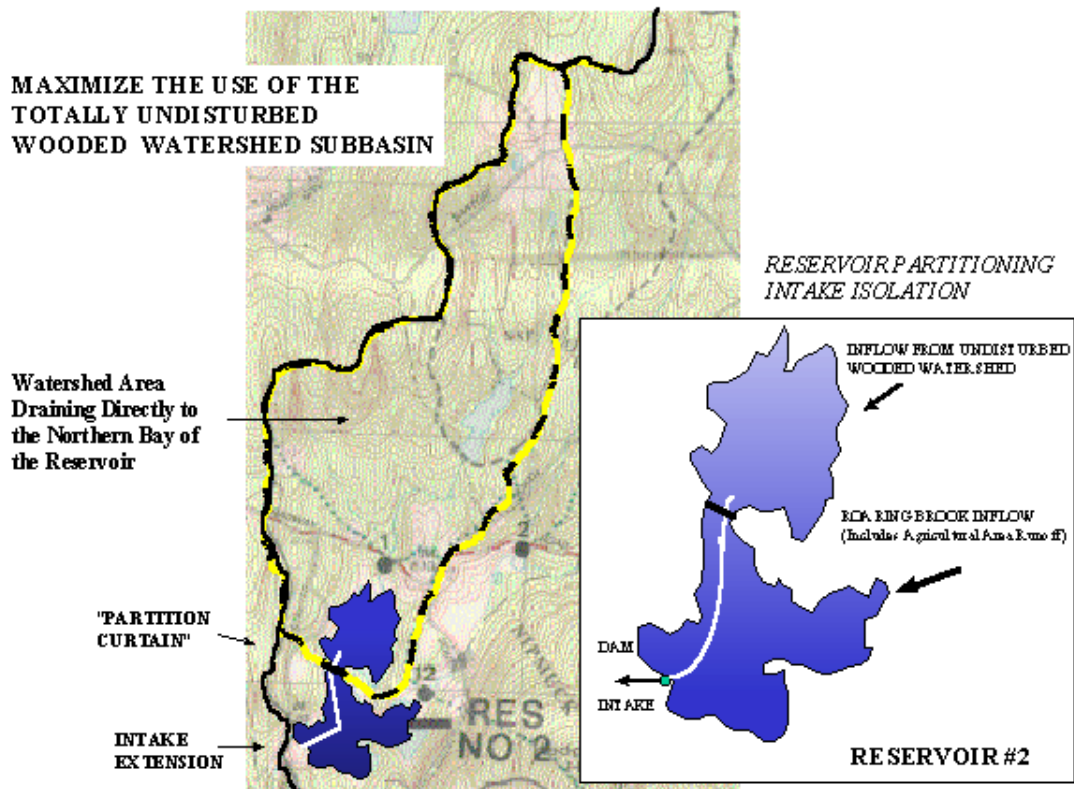 MAXIMIZE THE USE OF THE
TOTALLY UNDISTURBED
WOODED WATERSHED SUBBASIN
RESERVOIR PARTITIONING
INTAKE ISOLATION
Watershed Area
Draining Directly to
the Northern Bay of
the Reservoir
INFLOW FROM UNDISTURBED
WOODED WATERSHED
ROARING BROOK INFLOW
(Includes Agricultural Area Runoff)
1
2
"PARTITION
CURTAIN"
12
DAM
INTAKE
RES
NO 2
INTAKE
EXTENSION
RESERVOIR #2